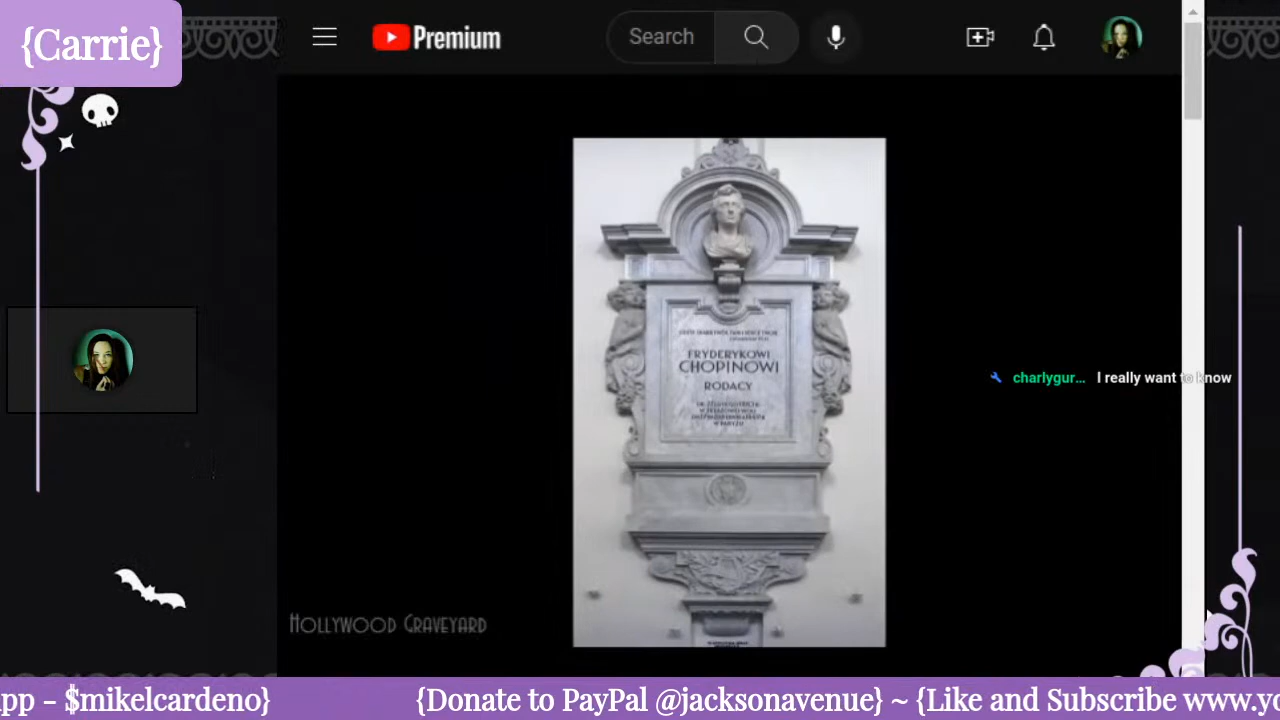 {Carrie}
Premium
Search
FRYDERYKOWI
CHOPINOWI
RODACY
charlygur... I really want to know
HOLLYWOOD GRAVEYARD
app - $mikelcardeno} {Donate to PayPal @jacksonavenue} ~ {Like and Subscribe www.yo